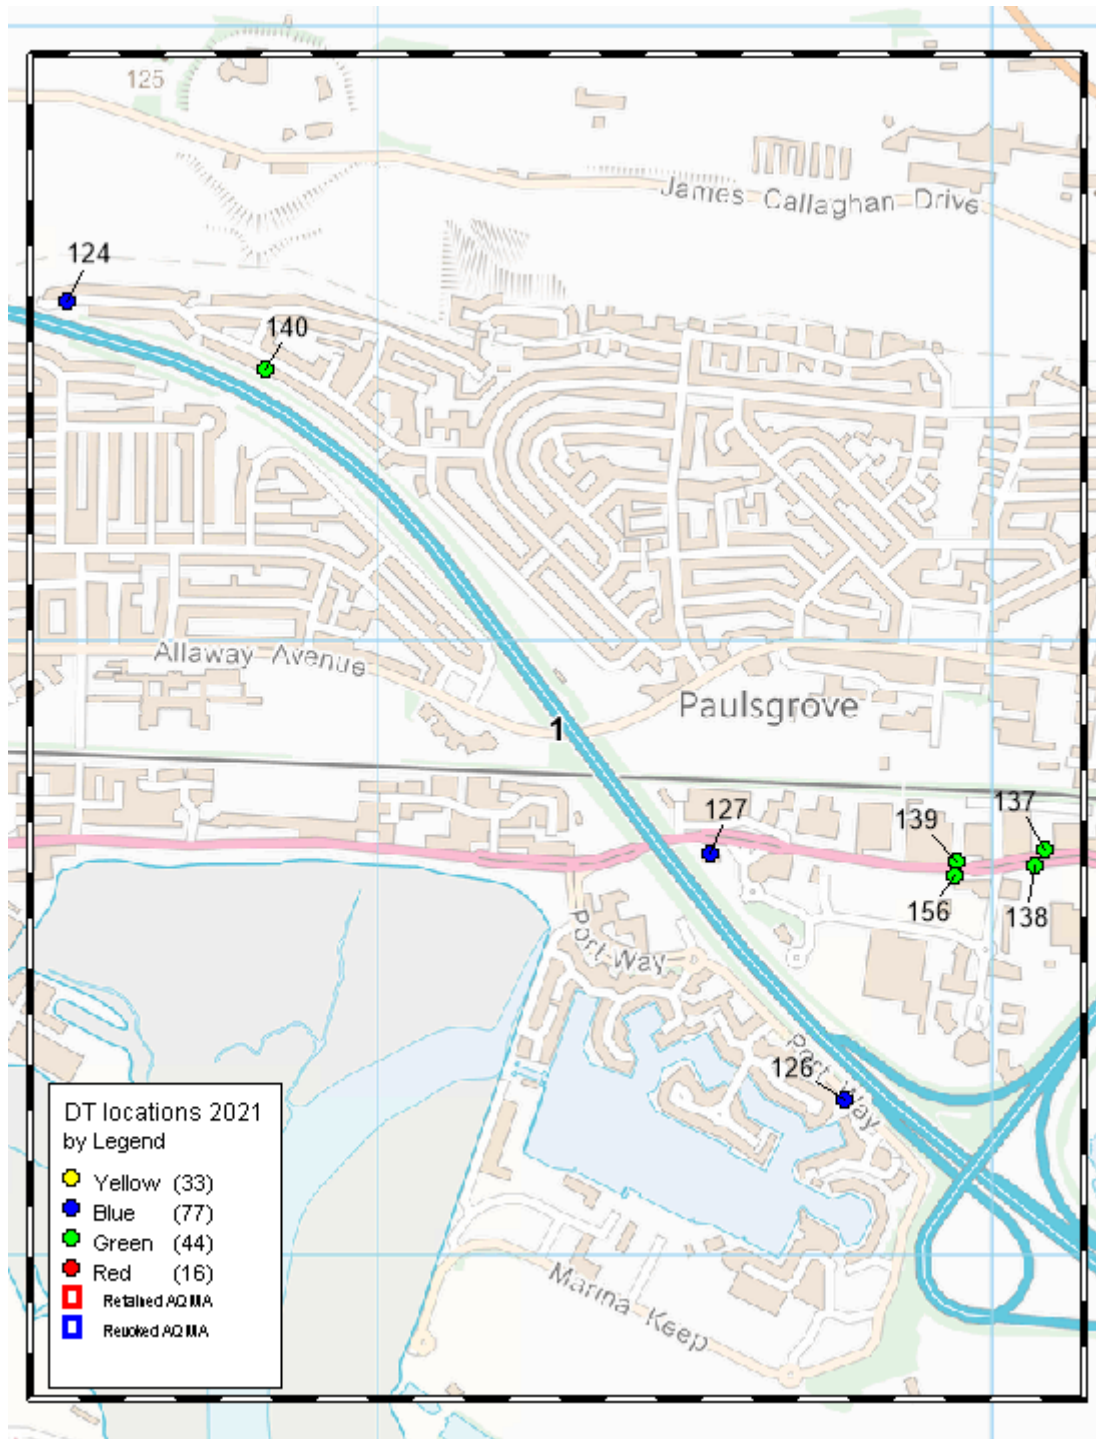 125
James Callaghan Drive
124
140
Allaway Avenue
Paulsgrove
1
127
139
137
156
138
Port Way
126
Port Way
DT locations 2021
by Legend
Yellow (33)
Blue (77)
Green (44)
Red (16)
Retained AQMA
Revoked AQMA
Marina Keep